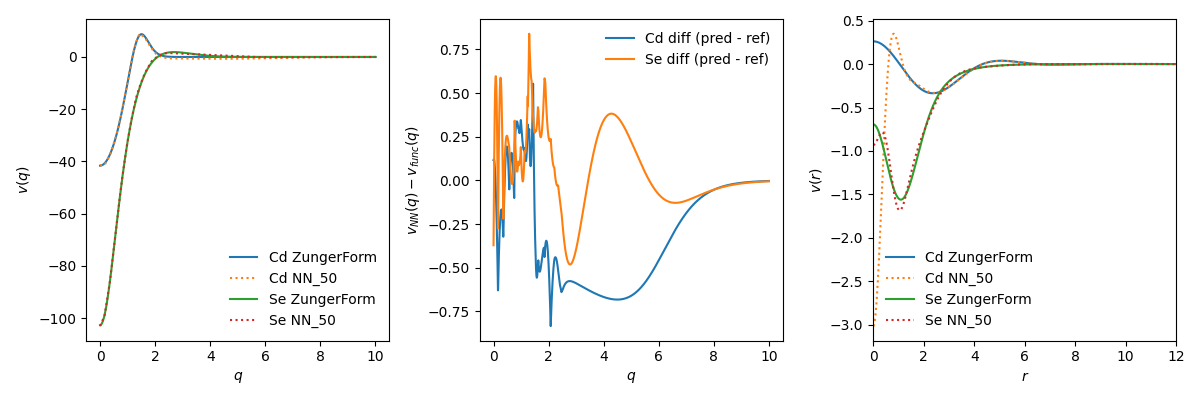 v(q)
0
−20
−40
−60
−80
−100
0 2 4 6 8 10
q
Cd ZungerForm
Cd NN_50
Se ZungerForm
Se NN_50
v_{NN}(q) − v_{func}(q)
0.75
0.50
0.25
0.00
−0.25
−0.50
−0.75
0 2 4 6 8 10
q
Cd diff (pred - ref)
Se diff (pred - ref)
v(r)
0.5
0.0
−0.5
−1.0
−1.5
−2.0
−2.5
−3.0
0 2 4 6 8 10 12
r
Cd ZungerForm
Cd NN_50
Se ZungerForm
Se NN_50